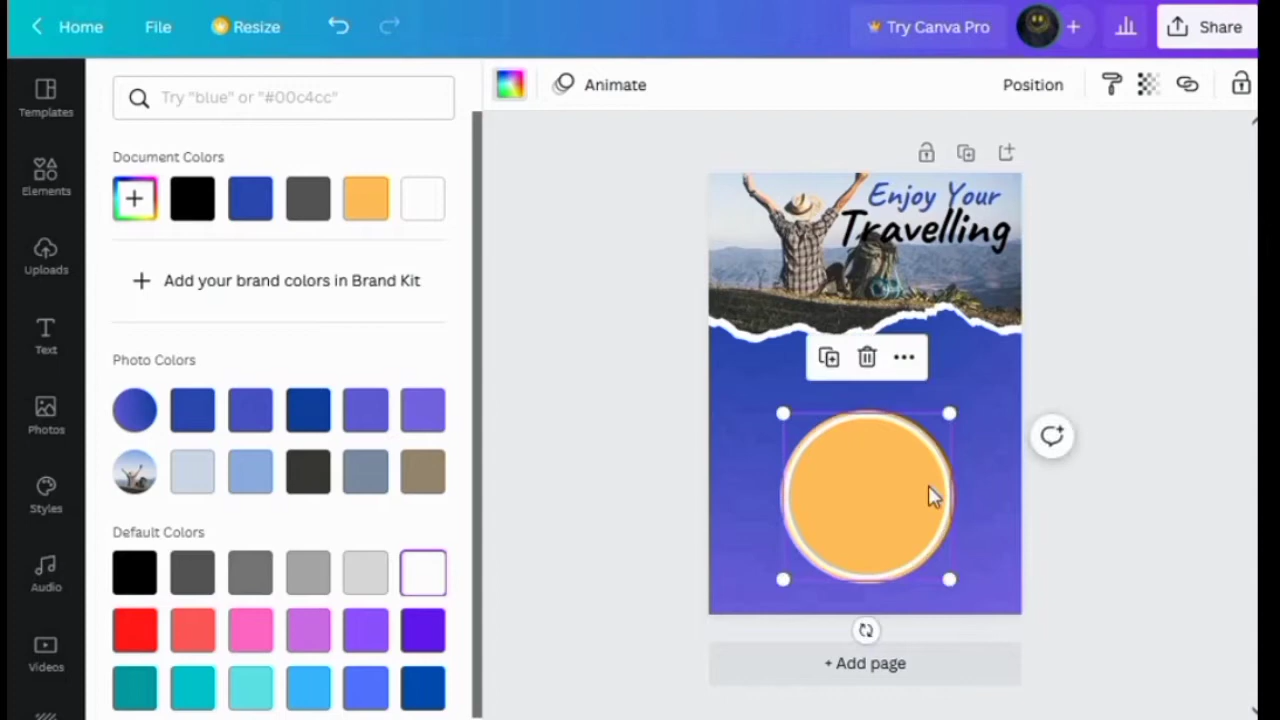 Home File Resize Try Canva Pro Share
Templates
Elements
Uploads
Text
Photos
Styles
Audio
Videos
Try "blue" or "#00c4cc"
Document Colors
Add your brand colors in Brand Kit
Photo Colors
Default Colors
Animate Position
Enjoy Your
Travelling
+ Add page